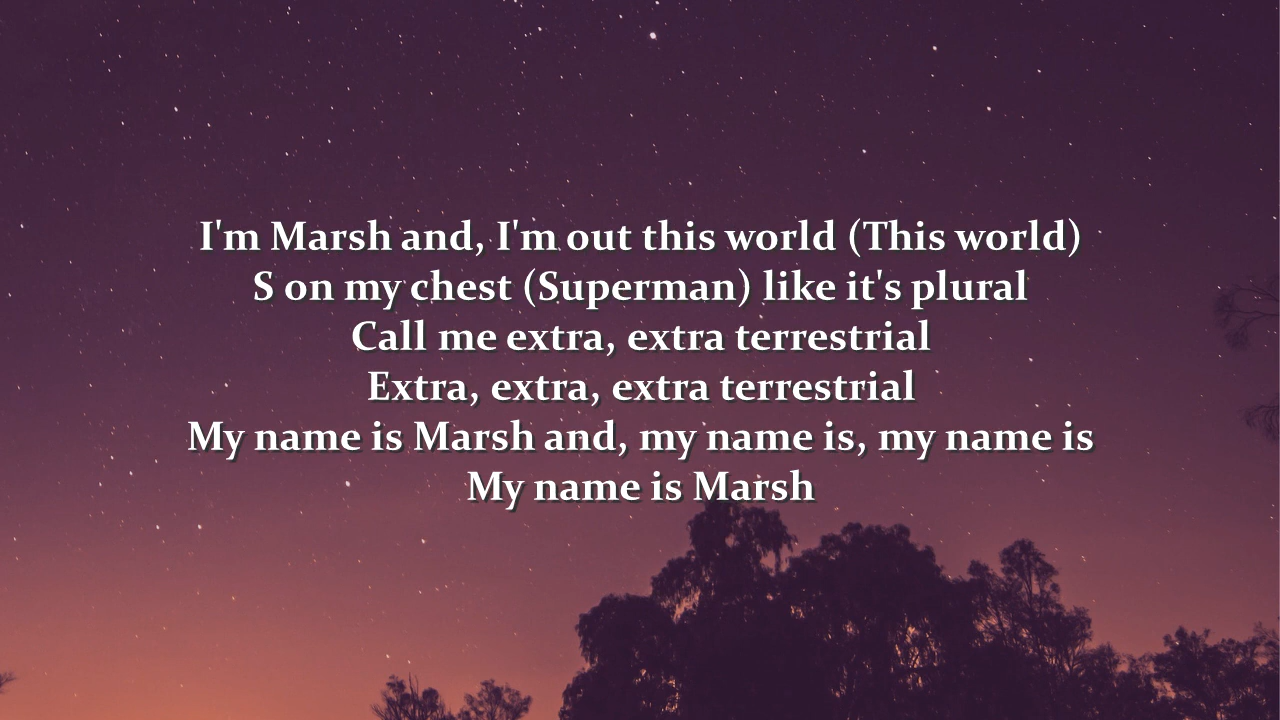 I'm Marsh and, I'm out this world (This world)
S on my chest (Superman) like it's plural
Call me extra, extra terrestrial
Extra, extra, extra terrestrial
My name is Marsh and, my name is, my name is
My name is Marsh